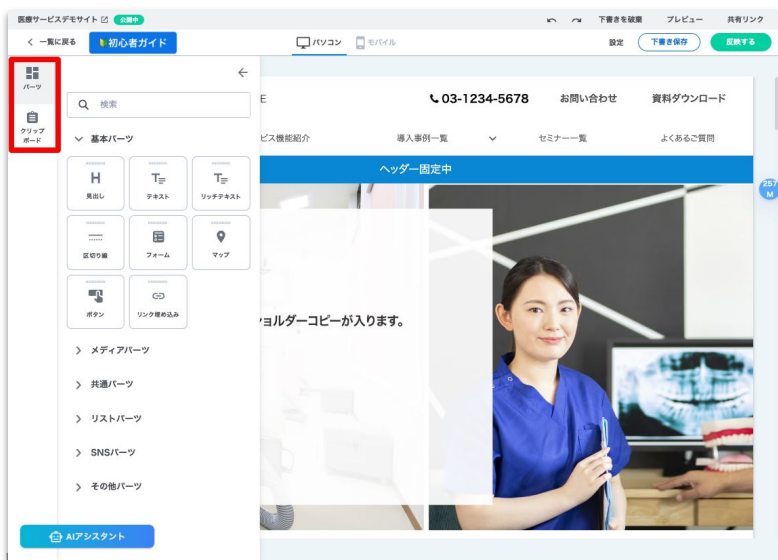 医療サービスデモサイト 公開中 下書きを破棄 プレビュー 共有リンク
く 一覧に戻る 初心者ガイド パソコン モバイル 設定 下書き保存 反映する
パーツ
クリップ
ボード
検索
基本パーツ
H
見出し
テキスト
リッチテキスト
区切り線
フォーム
マップ
ボタン
リンク埋め込み
メディアパーツ
共通パーツ
リストパーツ
SNSパーツ
その他パーツ
AIアシスタント
E 03-1234-5678 お問い合わせ 資料ダウンロード
ビス機能紹介 導入事例一覧 セミナー一覧 よくあるご質問
ヘッダー固定中
257
M
ョルダーコピーが入ります。